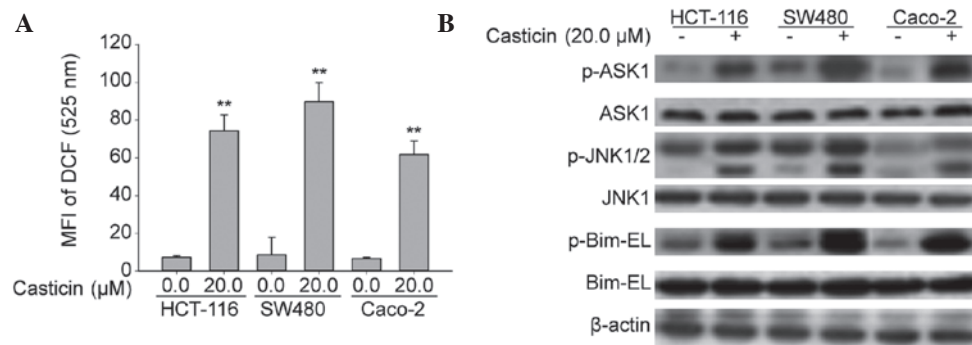 A
MFI of DCF (525 nm)
120
100
80
60
40
20
0
**
**
**
Casticin (μM)
0.0 20.0 0.0 20.0 0.0 20.0
HCT-116 SW480 Caco-2
B
HCT-116 SW480 Caco-2
Casticin (20.0 μM) - + - + - +
p-ASK1
ASK1
p-JNK1/2
JNK1
p-Bim-EL
Bim-EL
β-actin